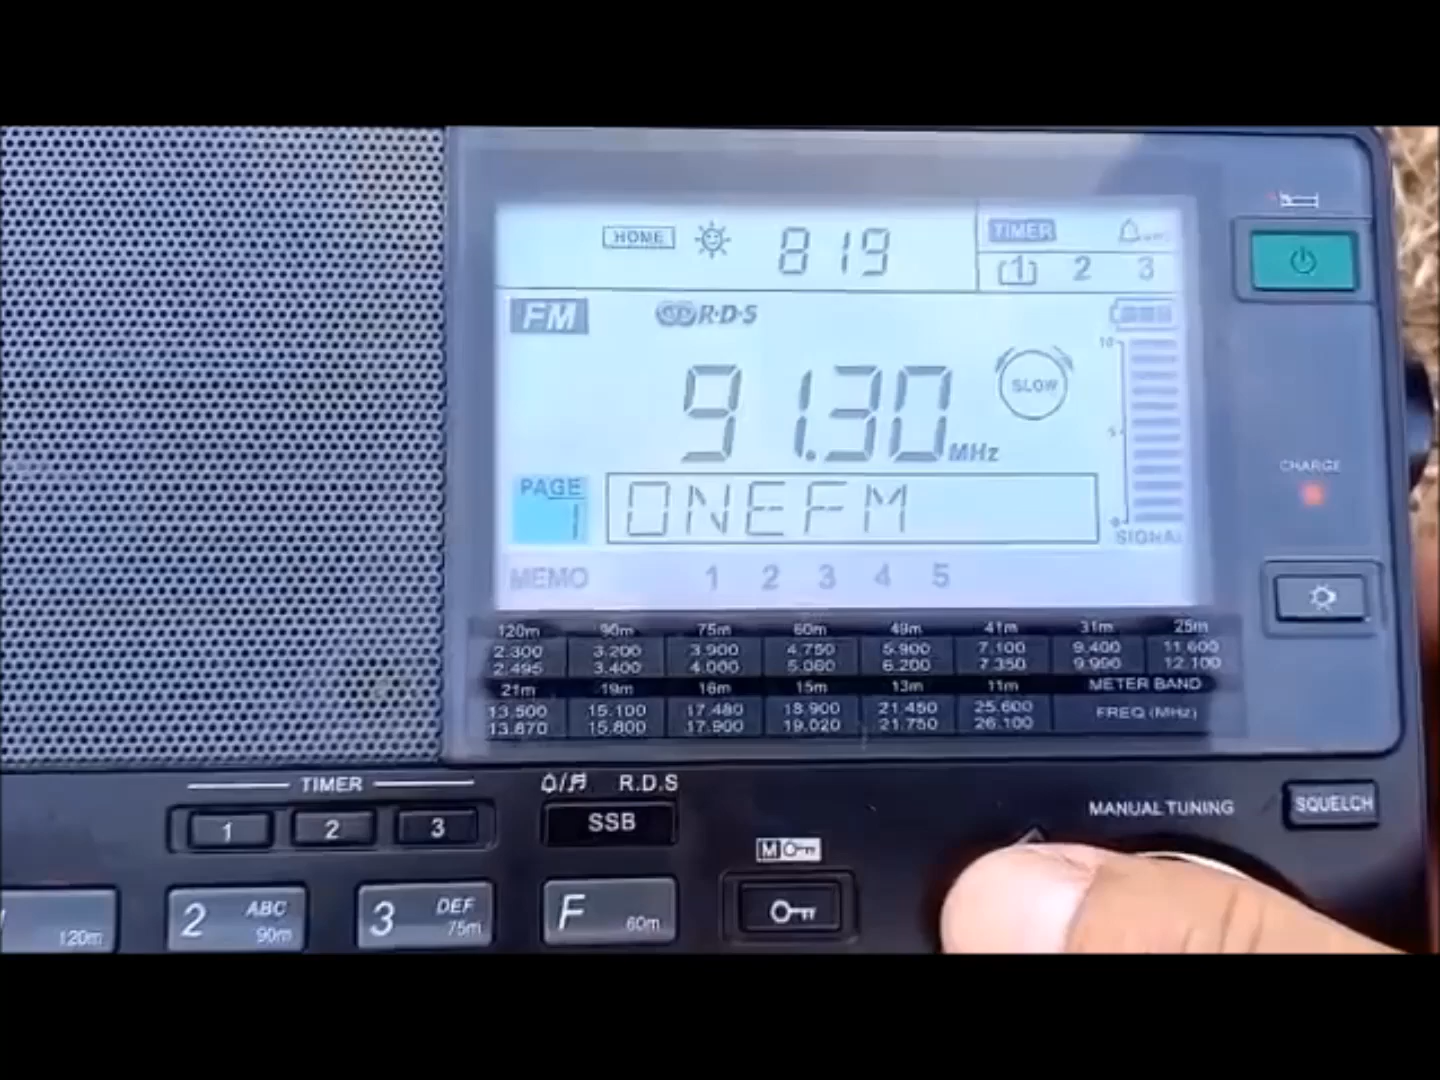 HOME 819 TIMER
1 2 3
FM R·D·S
10
91.30 MHz SLOW
5
PAGE
1 ONEFM
0
SIGNAL
MEMO 1 2 3 4 5
CHARGE
120m 90m 75m 60m 49m 41m 31m 25m
2.300 3.200 3.900 4.750 5.900 7.100 9.400 11.600
2.495 3.400 4.000 5.060 6.200 7.350 9.990 12.100
21m 19m 16m 15m 13m 11m METER BAND
13.500 15.100 17.480 18.900 21.450 25.600 FREQ (MHz)
13.870 15.800 17.900 19.020 21.750 26.100
TIMER R.D.S
1 2 3 SSB MANUAL TUNING SQUELCH
M
120m 2 ABC 90m 3 DEF 75m F 60m